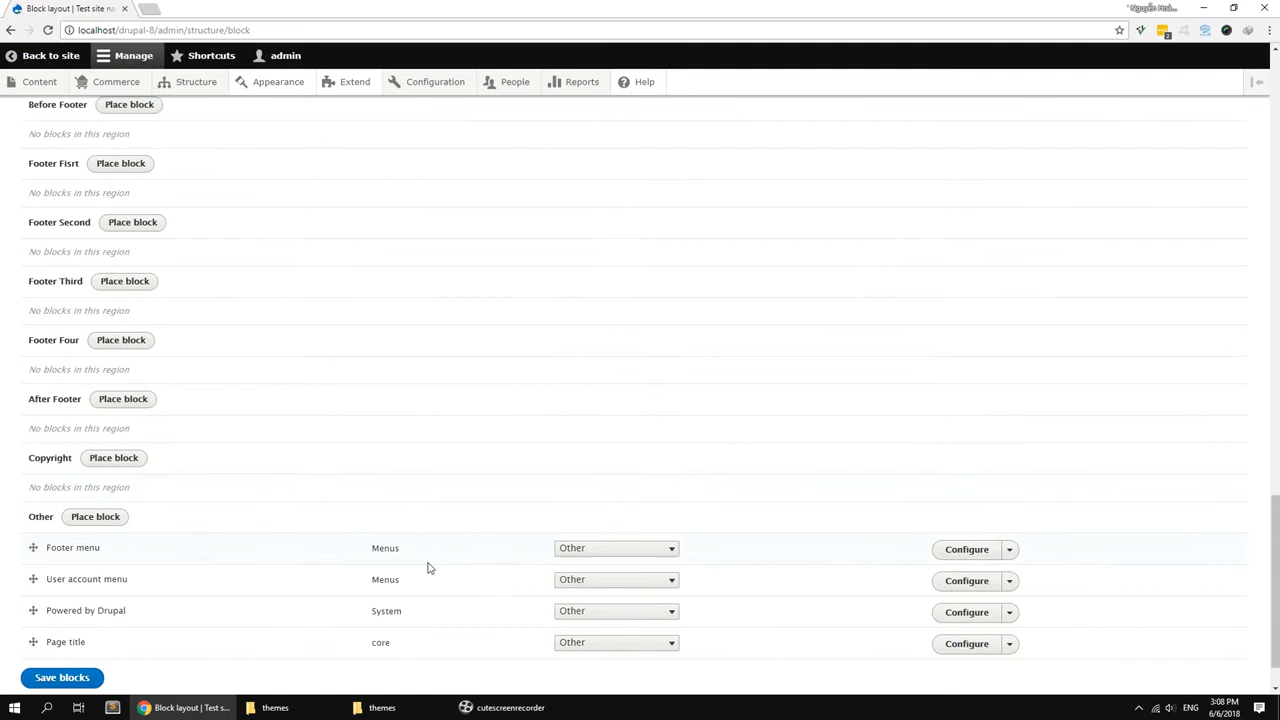 Block layout | Test site na
Nguyễn Hoà...
localhost/drupal-8/admin/structure/block
2
Back to site Manage Shortcuts admin
Content Commerce Structure Appearance Extend Configuration People Reports Help
Before Footer Place block
No blocks in this region
Footer Fisrt Place block
No blocks in this region
Footer Second Place block
No blocks in this region
Footer Third Place block
No blocks in this region
Footer Four Place block
No blocks in this region
After Footer Place block
No blocks in this region
Copyright Place block
No blocks in this region
Other Place block
Footer menu Menus Other Configure
User account menu Menus Other Configure
Powered by Drupal System Other Configure
Page title core Other Configure
Save blocks
Block layout | Test s... themes themes cutescreenrecorder ENG 3:08 PM
6/6/2018